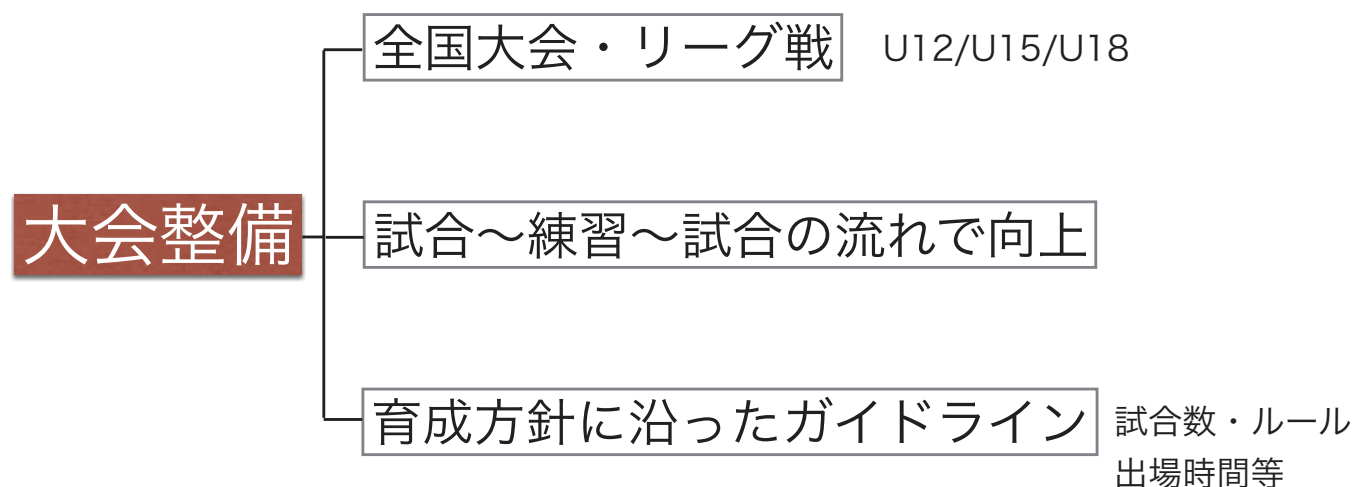 全国大会・リーグ戦 U12/U15/U18
大会整備
試合〜練習〜試合の流れで向上
育成方針に沿ったガイドライン
試合数・ルール
出場時間等